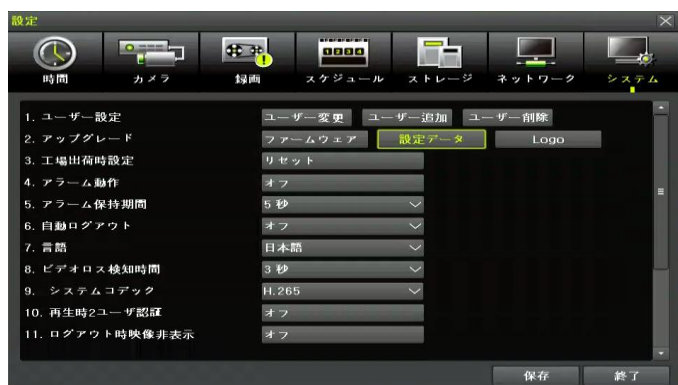 設定
時間 カメラ 録画 スケジュール ストレージ ネットワーク システム
1. ユーザー設定 ユーザー変更 ユーザー追加 ユーザー削除
2. アップグレード ファームウェア 設定データ Logo
3. 工場出荷時設定 リセット
4. アラーム動作 オフ
5. アラーム保持期間 5 秒
6. 自動ログアウト オフ
7. 言語 日本語
8. ビデオロス検知時間 3 秒
9. システムコデック H.265
10. 再生時2ユーザ認証 オフ
11. ログアウト時映像非表示 オフ
保存 終了